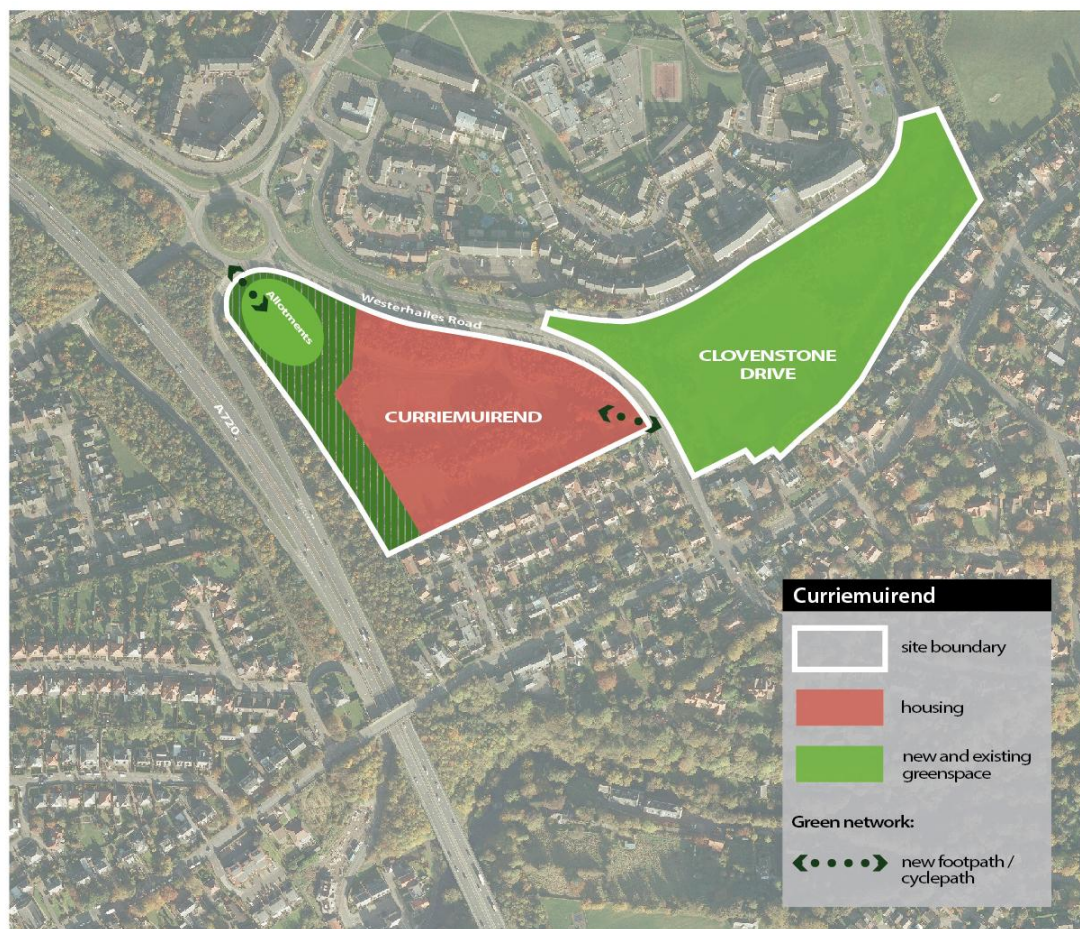 Allotments
Westerhailes Road
A720
CURRIEMUIREND
CLOVENSTONE
DRIVE
Curriemuirend
site boundary
housing
new and existing
greenspace
Green network:
new footpath /
cyclepath